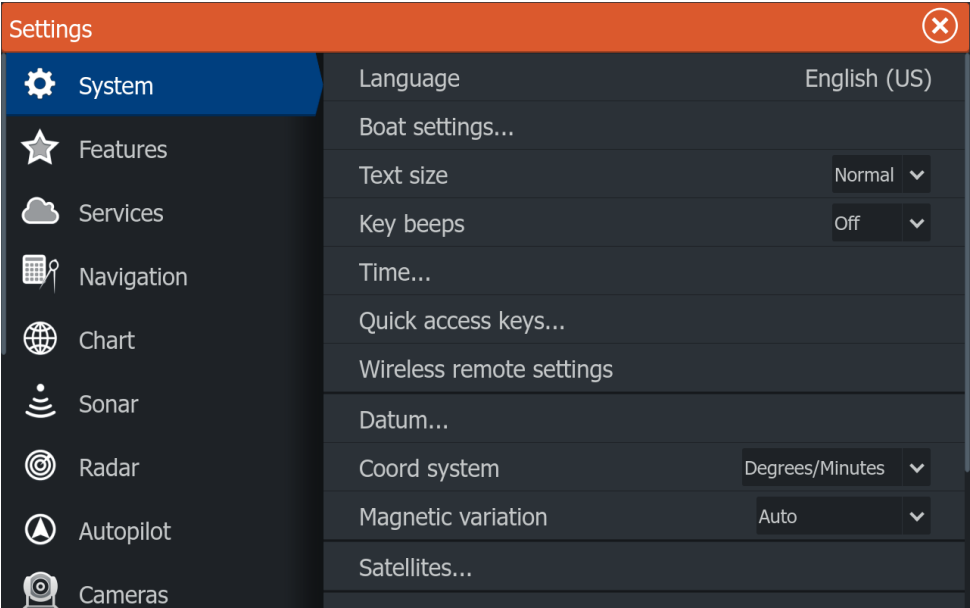 Settings
System
Features
Services
Navigation
Chart
Sonar
Radar
Autopilot
Cameras
Language English (US)
Boat settings...
Text size Normal
Key beeps Off
Time...
Quick access keys...
Wireless remote settings
Datum...
Coord system Degrees/Minutes
Magnetic variation Auto
Satellites...